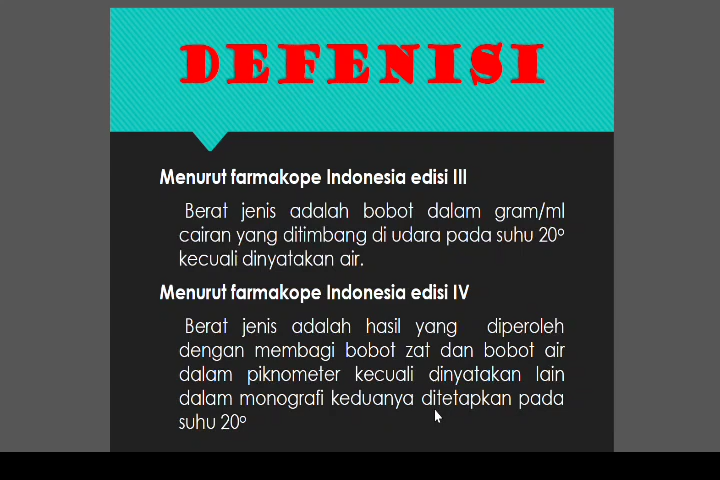 DEFENISI
Menurut farmakope Indonesia edisi III
Berat jenis adalah bobot dalam gram/ml
cairan yang ditimbang di udara pada suhu 20º
kecuali dinyatakan air.
Menurut farmakope Indonesia edisi IV
Berat jenis adalah hasil yang diperoleh
dengan membagi bobot zat dan bobot air
dalam piknometer kecuali dinyatakan lain
dalam monografi keduanya ditetapkan pada
suhu 20º